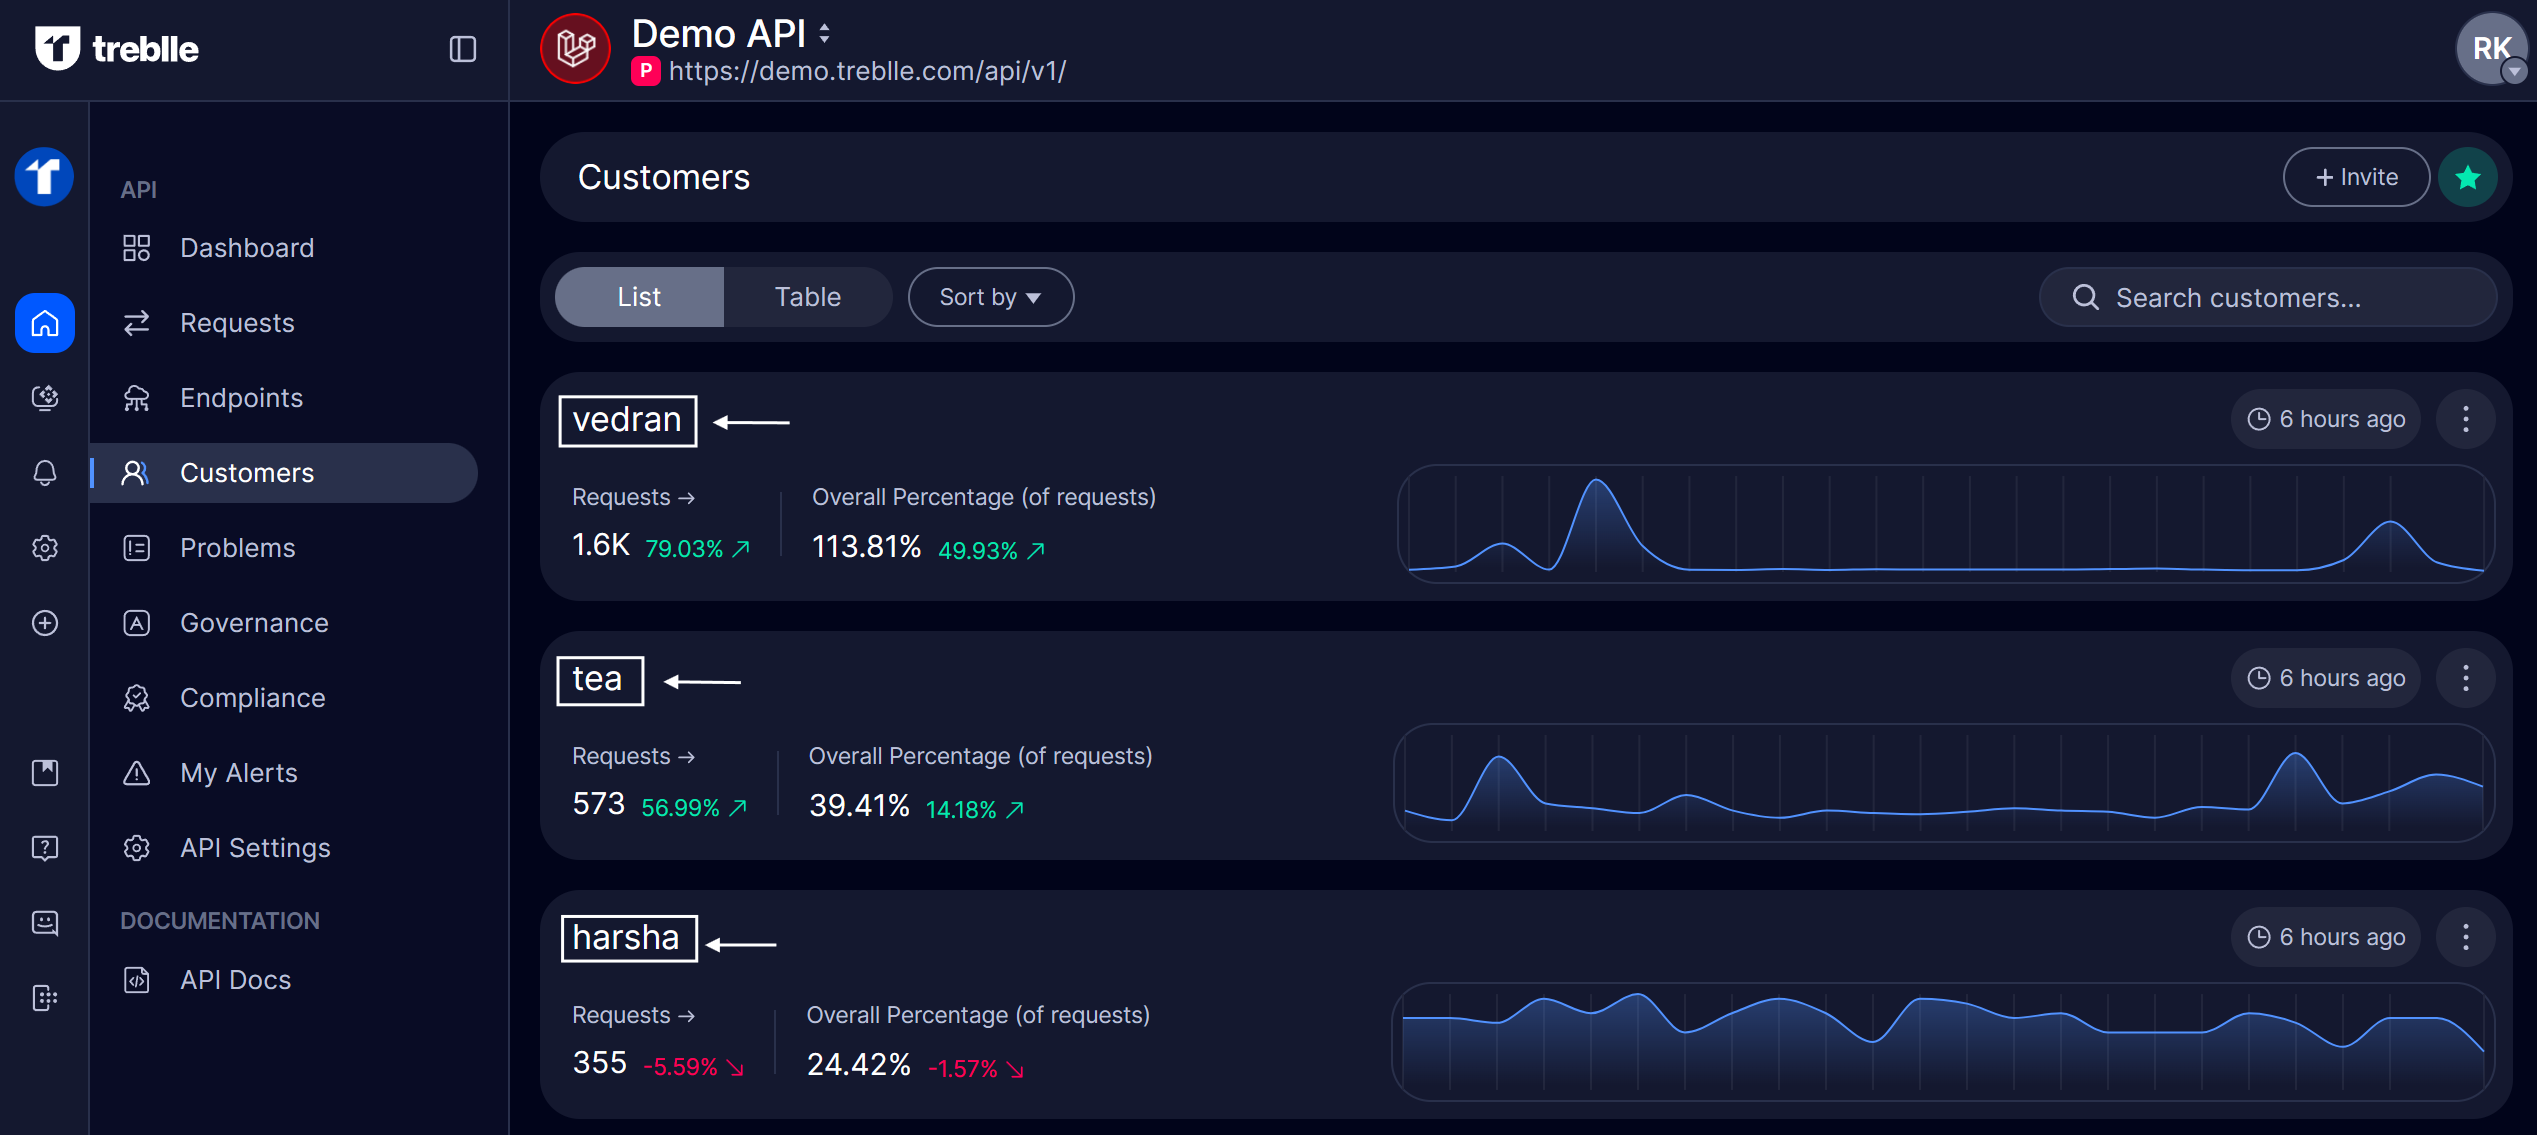 treblle
Demo API
P https://demo.treblle.com/api/v1/
RK
API
Dashboard
Requests
Endpoints
Customers
Problems
Governance
Compliance
My Alerts
API Settings
DOCUMENTATION
API Docs
Customers
+ Invite
List
Table
Sort by
Search customers...
vedran
6 hours ago
Requests →
Overall Percentage (of requests)
1.6K 79.03% ↗
113.81% 49.93% ↗
tea
6 hours ago
Requests →
Overall Percentage (of requests)
573 56.99% ↗
39.41% 14.18% ↗
harsha
6 hours ago
Requests →
Overall Percentage (of requests)
355 -5.59% ↘
24.42% -1.57% ↘